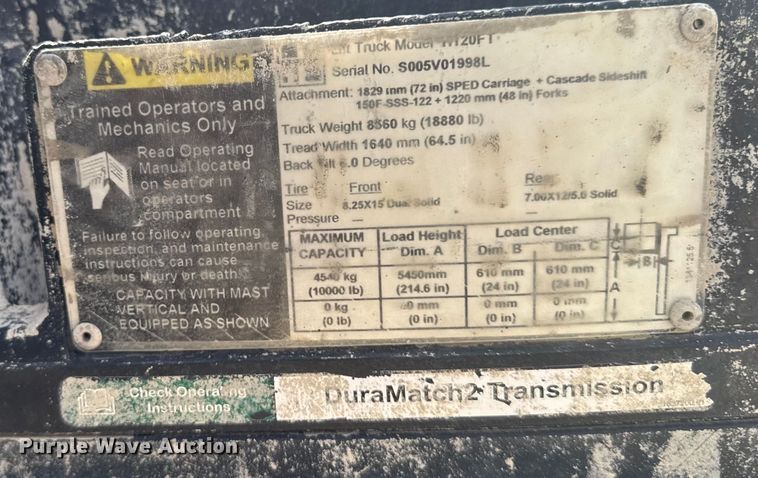 WARNING
Trained Operators and
Mechanics Only
Read Operating
Manual located
on seat or in
operators
compartment
Failure to follow operating,
inspection, and maintenance
instructions can cause
serious injury or death!
CAPACITY WITH MAST
VERTICAL AND
EQUIPPED AS SHOWN
Lift Truck Model H120FT
Serial No. S005V01998L
Attachment: 1829 mm (72 in) SPED Carriage + Cascade Sideshift
150F-SSS-122 + 1220 mm (48 in) Forks
Truck Weight 8560 kg (18880 lb)
Tread Width 1640 mm (64.5 in)
Back Tilt 6.0 Degrees
Tire Front Rear
Size 8.25X15 Dual Solid 7.00X12/5.0 Solid
Pressure — —
MAXIMUM CAPACITY Load Height Dim. A Load Center Dim. B Dim. C
4540 kg (10000 lb) 5450mm (214.6 in) 610 mm (24 in) 610 mm (24 in)
0 kg (0 lb) 0 mm (0 in) 0 mm (0 in) 0 mm (0 in)
C
B
A
Check Operating
Instructions
DuraMatch2 Transmission
Purple Wave Auction